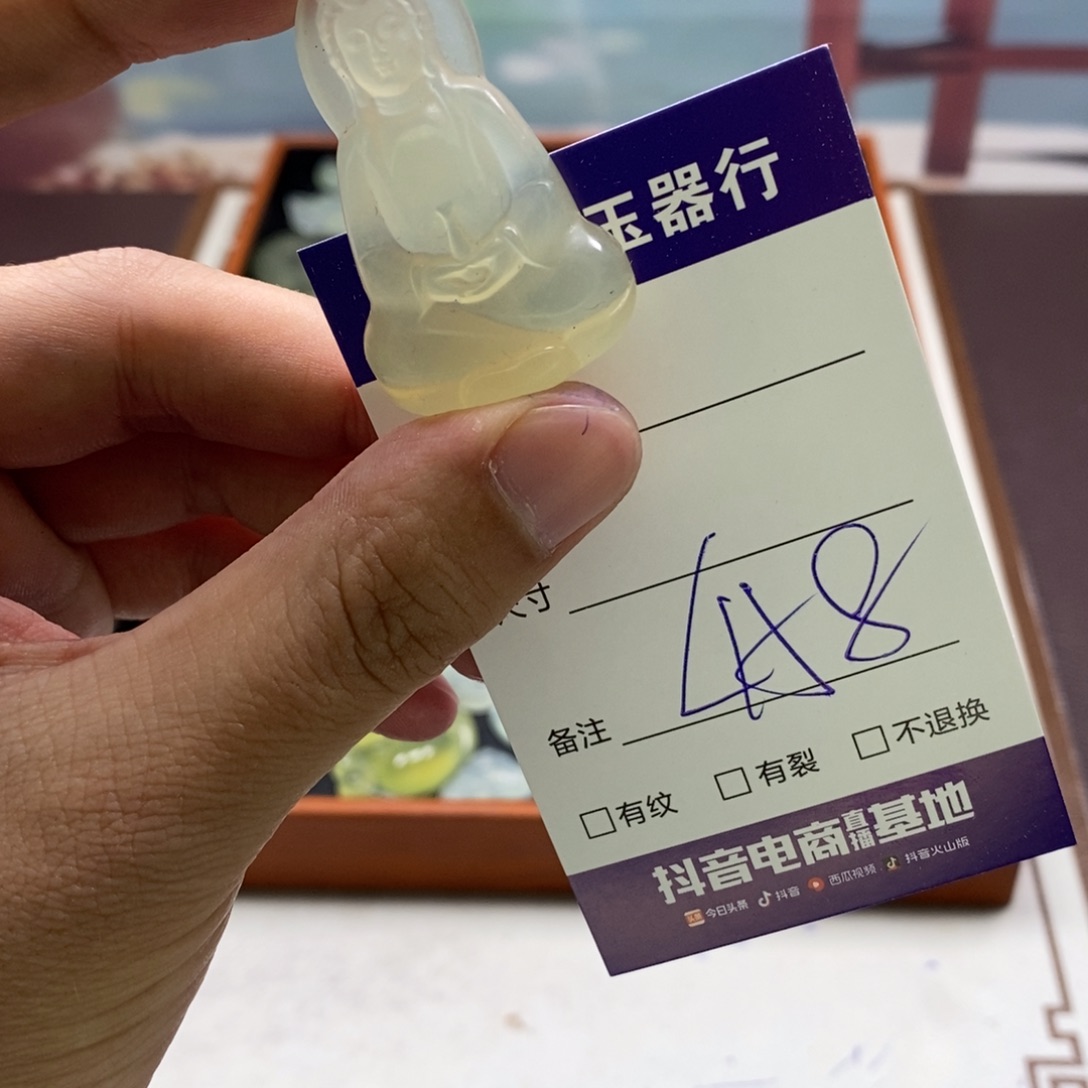 玉器行
寸
48
备注
□有纹 □有裂 □不退换
抖音电商直播基地
今日头条 抖音 西瓜视频 抖音火山版